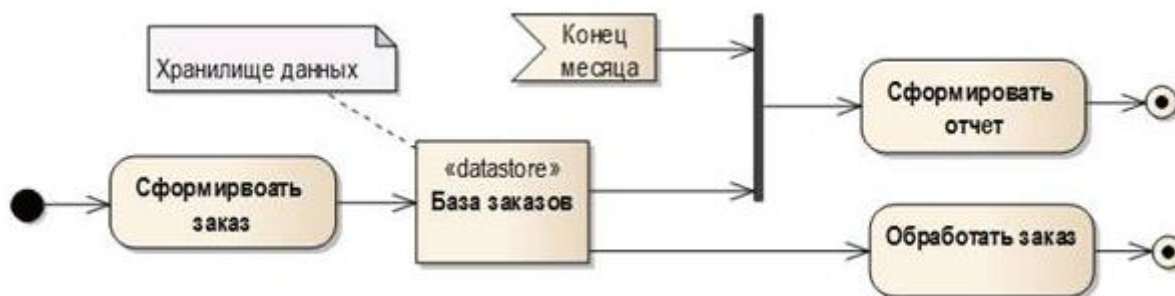 Хранилище данных
Конец
месяца
Сформировать
отчет
Сформирвоать
заказ
«datastore»
База заказов
Обработать заказ